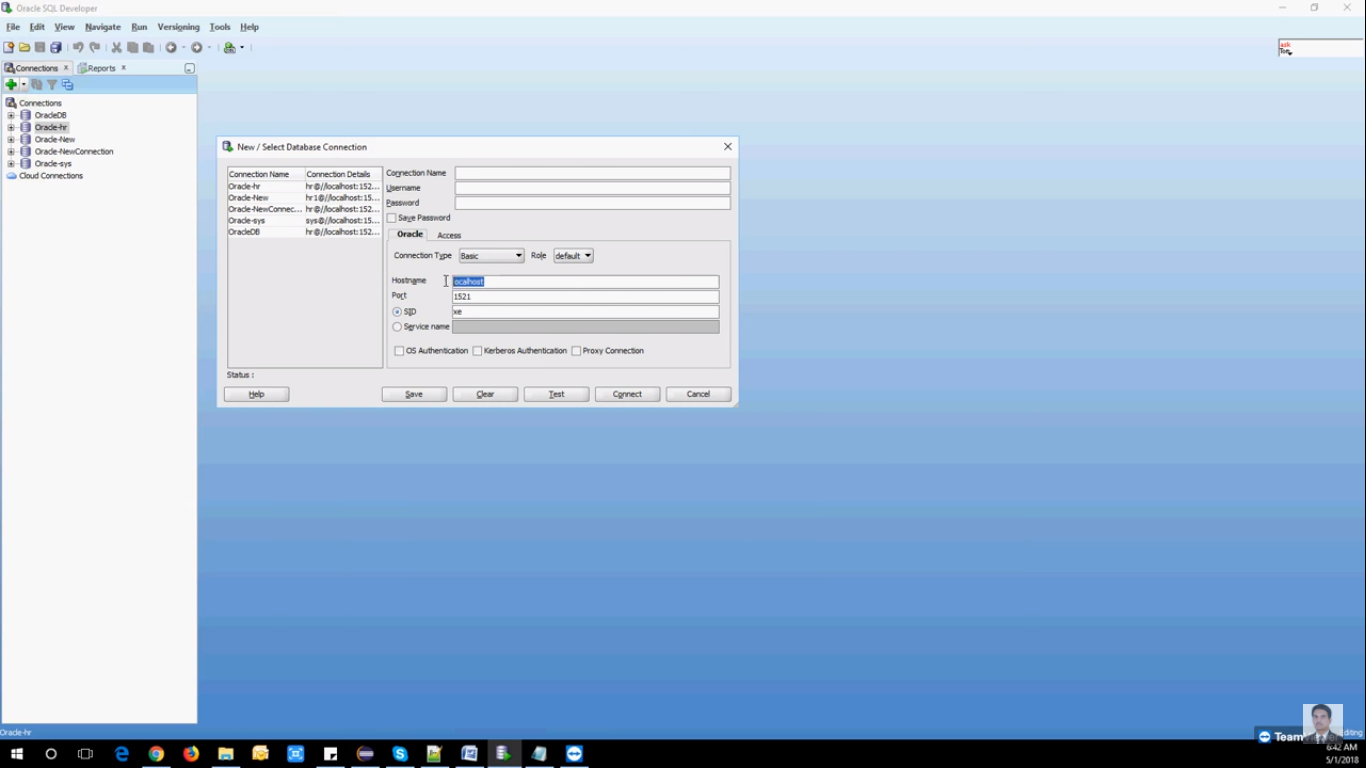 Oracle SQL Developer
File Edit View Navigate Run Versioning Tools Help
ask
Tom
Connections x Reports x
Connections
OracleDB
Oracle-hr
Oracle-New
Oracle-NewConnection
Oracle-sys
Cloud Connections
New / Select Database Connection
Connection Name Connection Details
Oracle-hr hr@//localhost:152...
Oracle-New hr1@//localhost:15...
Oracle-NewConnec... hr@//localhost:152...
Oracle-sys sys@//localhost:15...
OracleDB hr@//localhost:152...
Connection Name
Username
Password
Save Password
Oracle Access
Connection Type Basic Role default
Hostname localhost
Port 1521
SID xe
Service name
OS Authentication Kerberos Authentication Proxy Connection
Status :
Help Save Clear Test Connect Cancel
Oracle-hr
diting
6:42 AM
5/1/2018